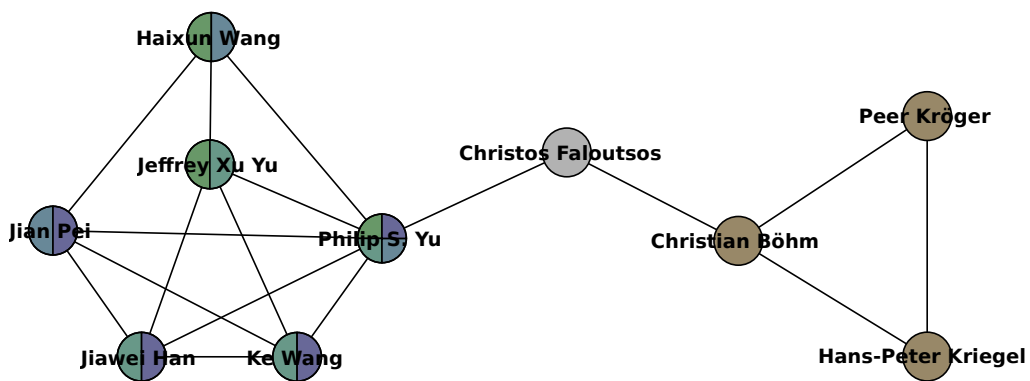 Haixun Wang
Peer Kröger
Christos Faloutsos
Jeffrey Xu Yu
Jian Pei
Philip S. Yu
Christian Böhm
Jiawei Han
Ke Wang
Hans-Peter Kriegel